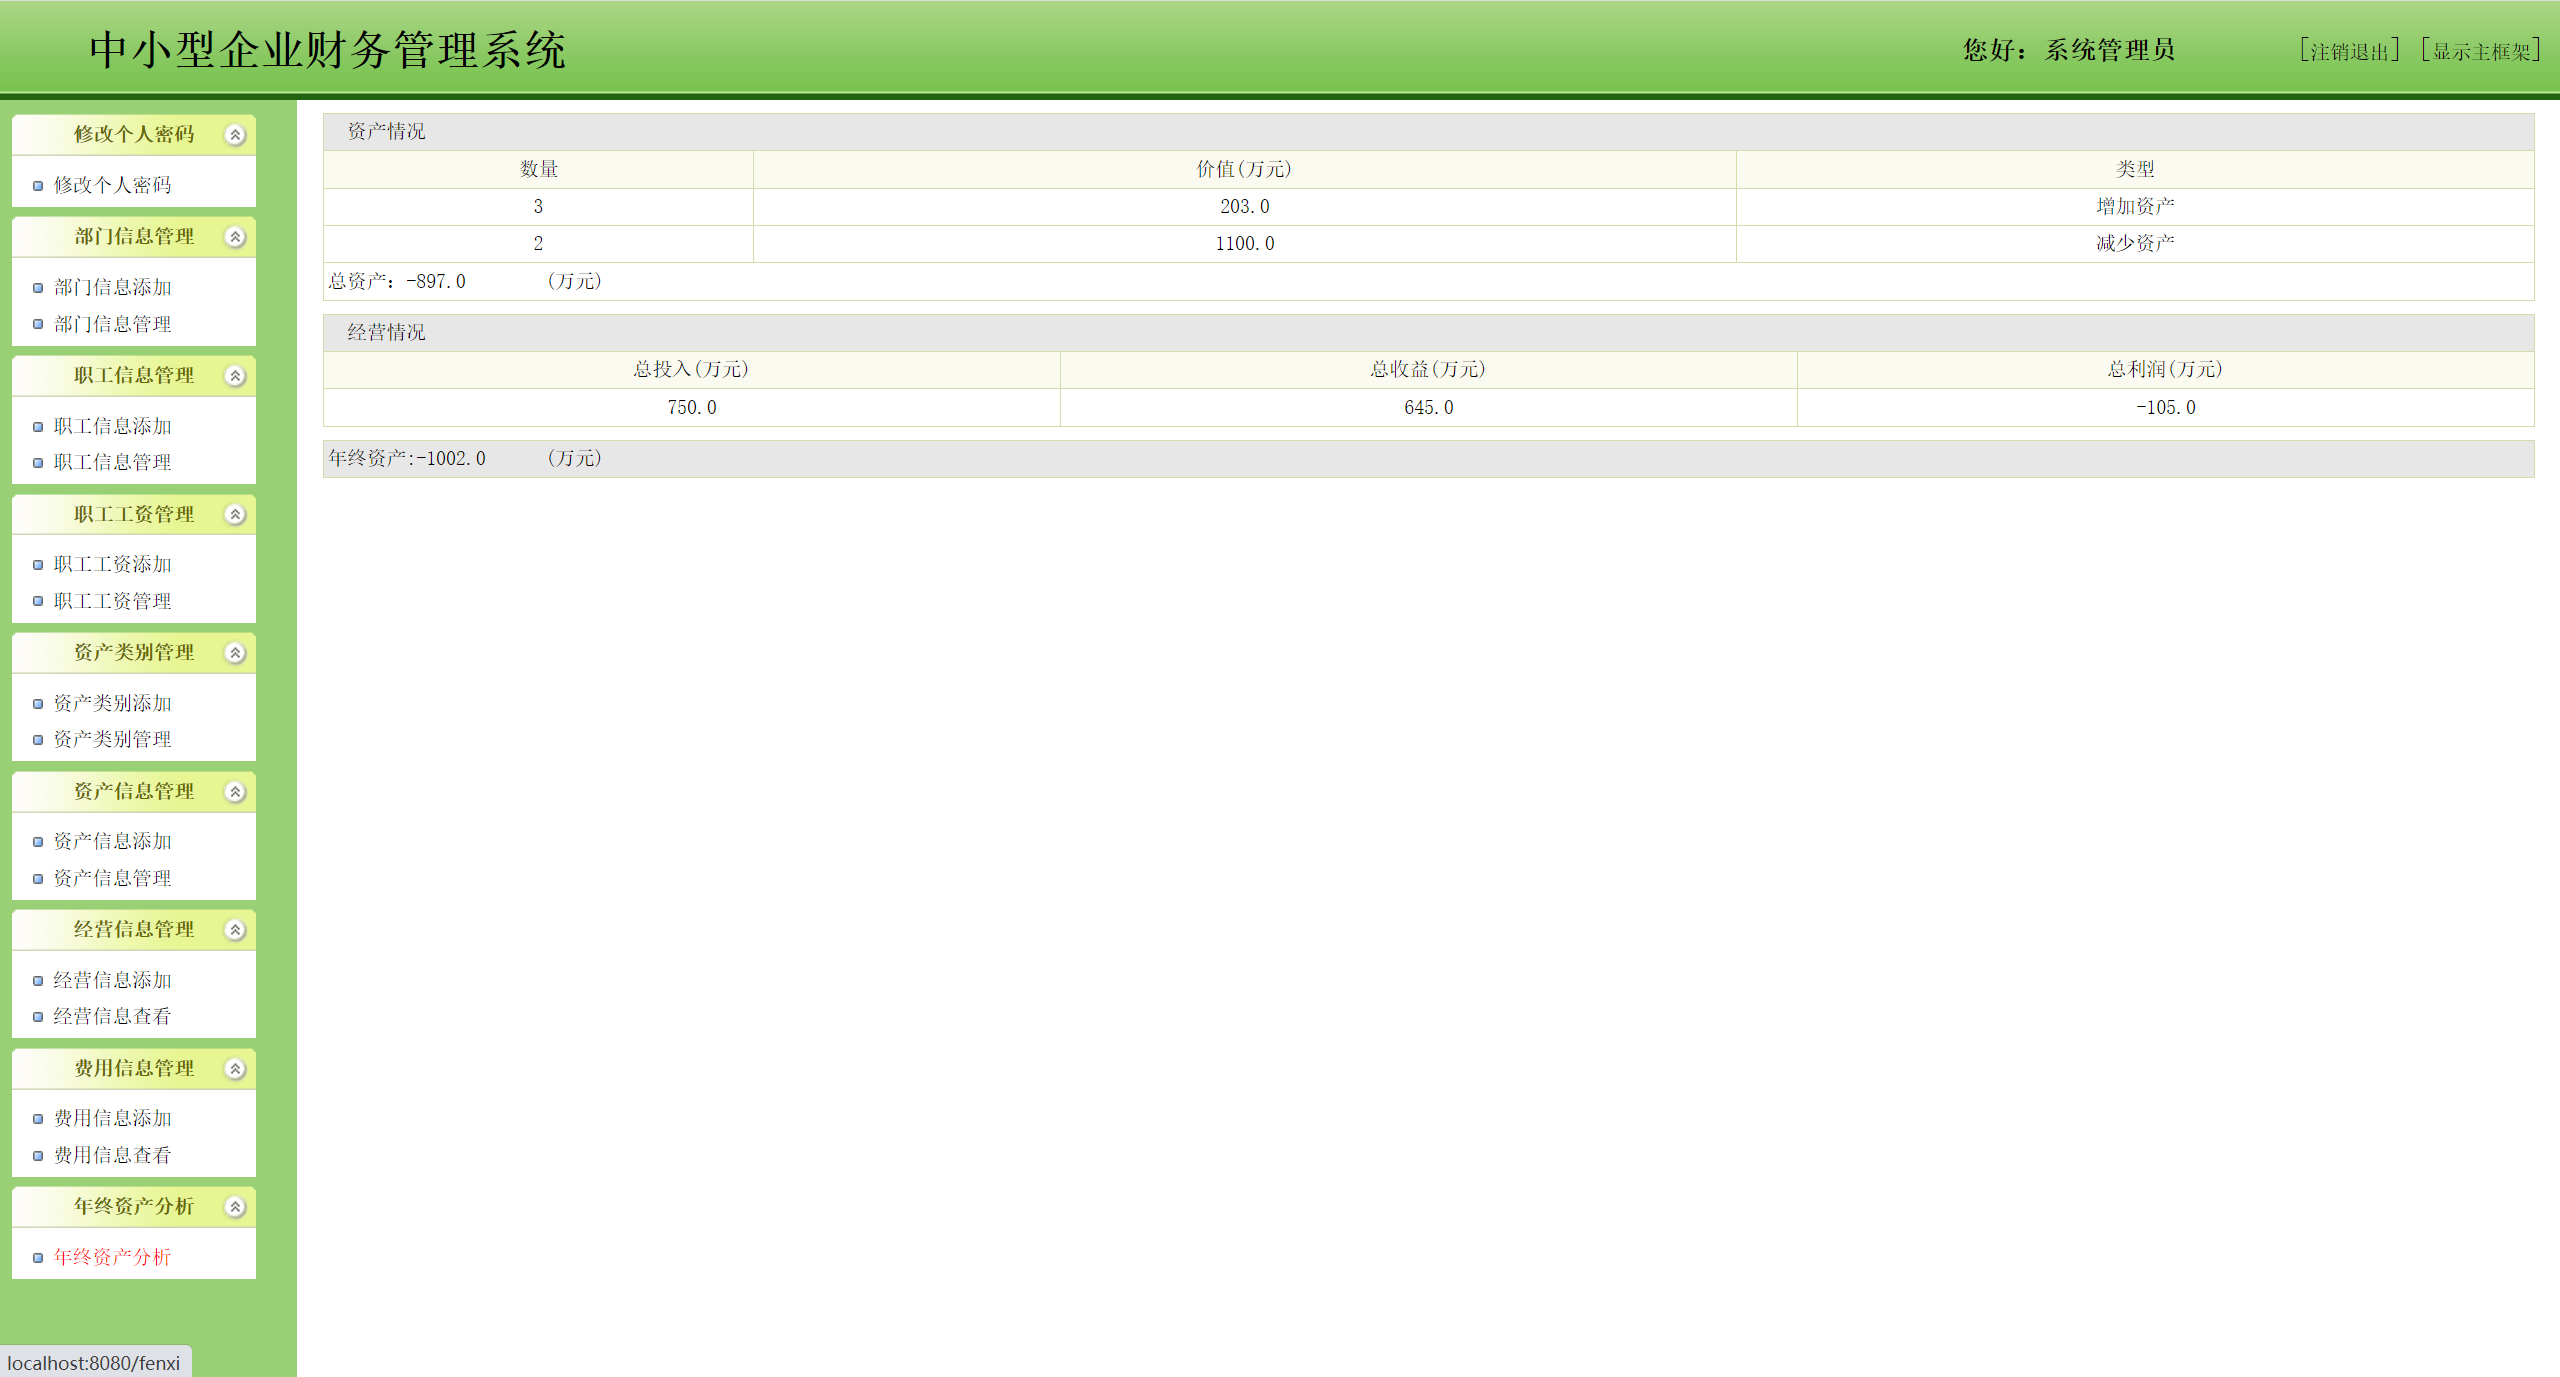 中小型企业财务管理系统
您好：系统管理员 [注销退出] [显示主框架]
修改个人密码
修改个人密码
部门信息管理
部门信息添加
部门信息管理
职工信息管理
职工信息添加
职工信息管理
职工工资管理
职工工资添加
职工工资管理
资产类别管理
资产类别添加
资产类别管理
资产信息管理
资产信息添加
资产信息管理
经营信息管理
经营信息添加
经营信息查看
费用信息管理
费用信息添加
费用信息查看
年终资产分析
年终资产分析
资产情况
数量 价值(万元) 类型
3 203.0 增加资产
2 1100.0 减少资产
总资产：-897.0 (万元)
经营情况
总投入(万元) 总收益(万元) 总利润(万元)
750.0 645.0 -105.0
年终资产:-1002.0 (万元)
localhost:8080/fenxi